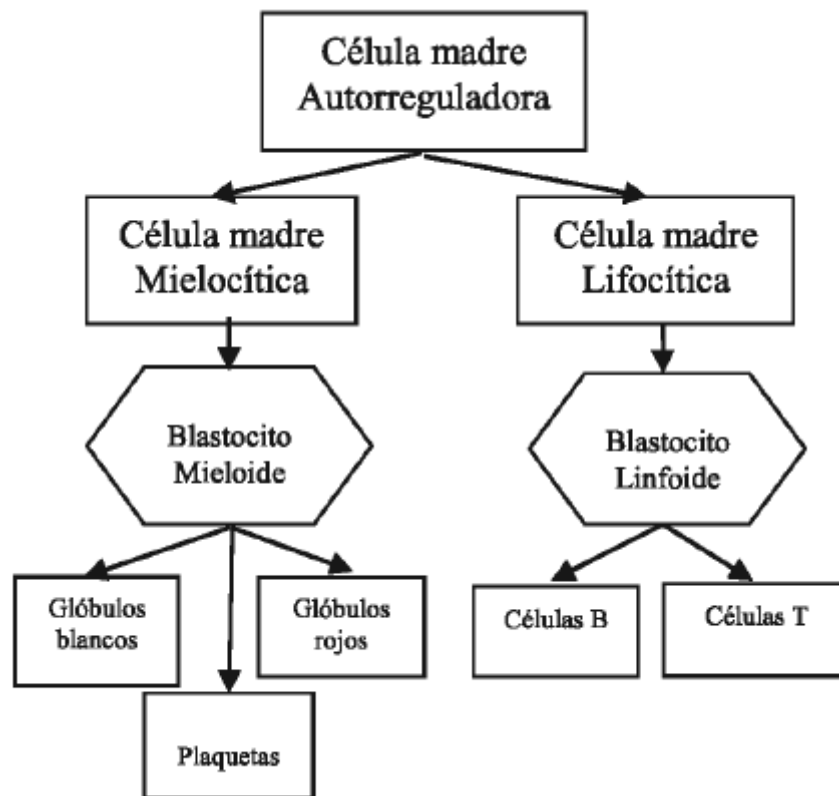 Célula madre
Autorreguladora
Célula madre
Mielocítica
Célula madre
Lifocítica
Blastocito
Mieloide
Blastocito
Linfoide
Glóbulos
blancos
Glóbulos
rojos
Células B
Células T
Plaquetas